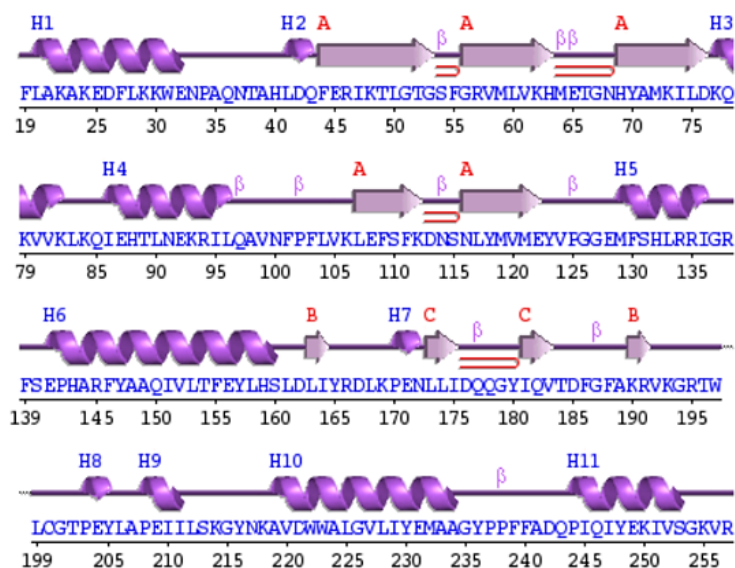 H1 H2 A β A ββ A H3
FLAKAKEDFLKKWENPAQNTAHLDQFERIKTLGTGSFGRVMLVKHMETGNHYAMKILDKQ
19 25 30 35 40 45 50 55 60 65 70 75
H4 β β A β A β H5
KVVKLKQIEHTLNEKRILQAVNFPFLVKLEFSFKDNSNLYMVMEYVPGGEMFSHLRRIGR
79 85 90 95 100 105 110 115 120 125 130 135
H6 B H7 C β C β B
FSEPHARFYAAQIVLTFEYLHSLDLIYRDLKPENLLIDQQGYIQVTDFGFAKRVKGRTW
139 145 150 155 160 165 170 175 180 185 190 195
H8 H9 H10 β H11
LCGTPEYLAPEIILSKGYNKAVDWWALGVLIYEMAAGYPPFFADQPIQIYEKIVSGKVR
199 205 210 215 220 225 230 235 240 245 250 255